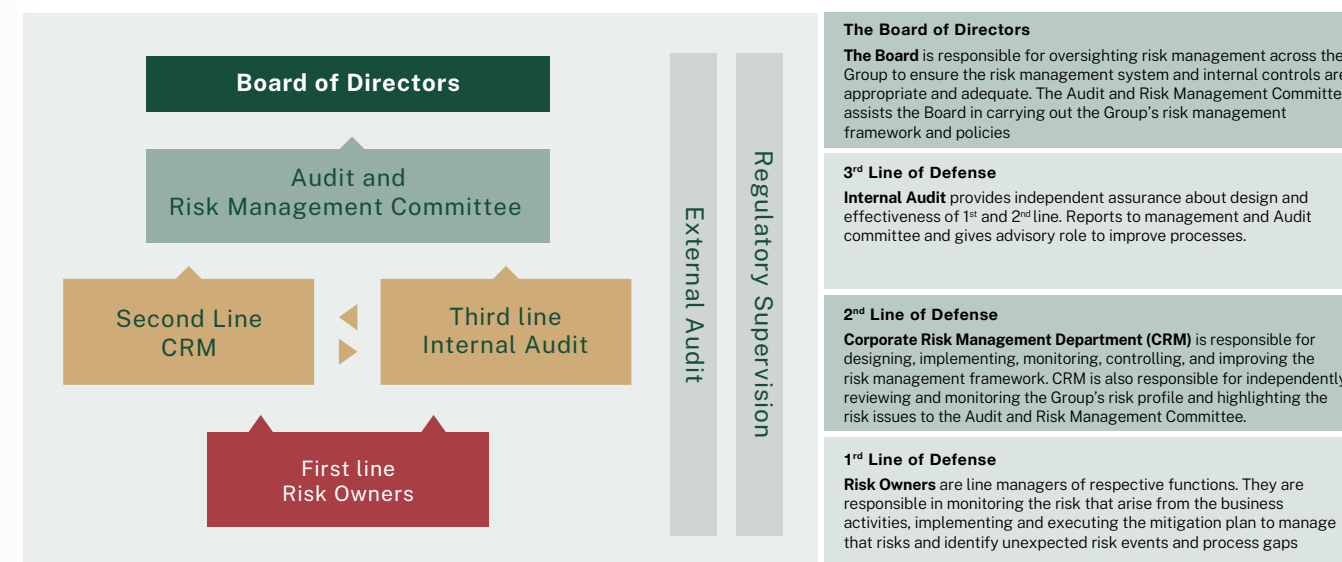 Board of Directors
Audit and
Risk Management Committee
Second Line
CRM
Third line
Internal Audit
First line
Risk Owners
External Audit
Regulatory Supervision
The Board of Directors
The Board is responsible for oversighting risk management across the
Group to ensure the risk management system and internal controls are
appropriate and adequate. The Audit and Risk Management Committe
assists the Board in carrying out the Group's risk management
framework and policies
3rd Line of Defense
Internal Audit provides independent assurance about design and
effectiveness of 1st and 2nd line. Reports to management and Audit
committee and gives advisory role to improve processes.
2nd Line of Defense
Corporate Risk Management Department (CRM) is responsible for
designing, implementing, monitoring, controlling, and improving the
risk management framework. CRM is also responsible for independently
reviewing and monitoring the Group's risk profile and highlighting the
risk issues to the Audit and Risk Management Committee.
1rd Line of Defense
Risk Owners are line managers of respective functions. They are
responsible in monitoring the risk that arise from the business
activities, implementing and executing the mitigation plan to manage
that risks and identify unexpected risk events and process gaps